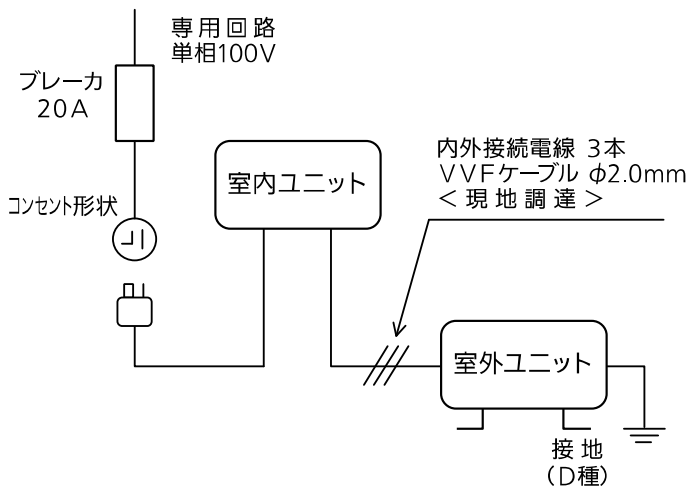 専用回路
単相100V
ブレーカ
20A
コンセント形状
室内ユニット
内外接続電線 3本
VVFケーブル φ2.0mm
<現地調達>
室外ユニット
接地
(D種)